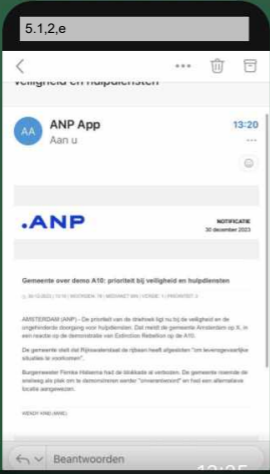 5.1,2,e
veiligheid en hulpdiensten
AA
ANP App
13:20
Aan u
.ANP
NOTIFICATIE
30 december 2023
Gemeente over demo A10: prioriteit bij veiligheid en hulpdiensten
AMSTERDAM (ANP) - De prioriteit van de driehoek ligt nu bij de veiligheid en de
ongehinderde doorgang voor hulpdiensten. Dat meldt de gemeente Amsterdam op X, in
een reactie op de demonstratie van Extinction Rebellion op de A10.
De gemeente stelt dat Rijkswaterstaat de rijbaan heeft afgesloten "om levensgevaarlijke
situaties te voorkomen".
Burgemeester Femke Halsema had de blokkade al verboden. De gemeente noemde de
snelweg als plek om te demonstreren eerder "onverantwoord" en had een alternatieve
locatie aangewezen.
Beantwoorden